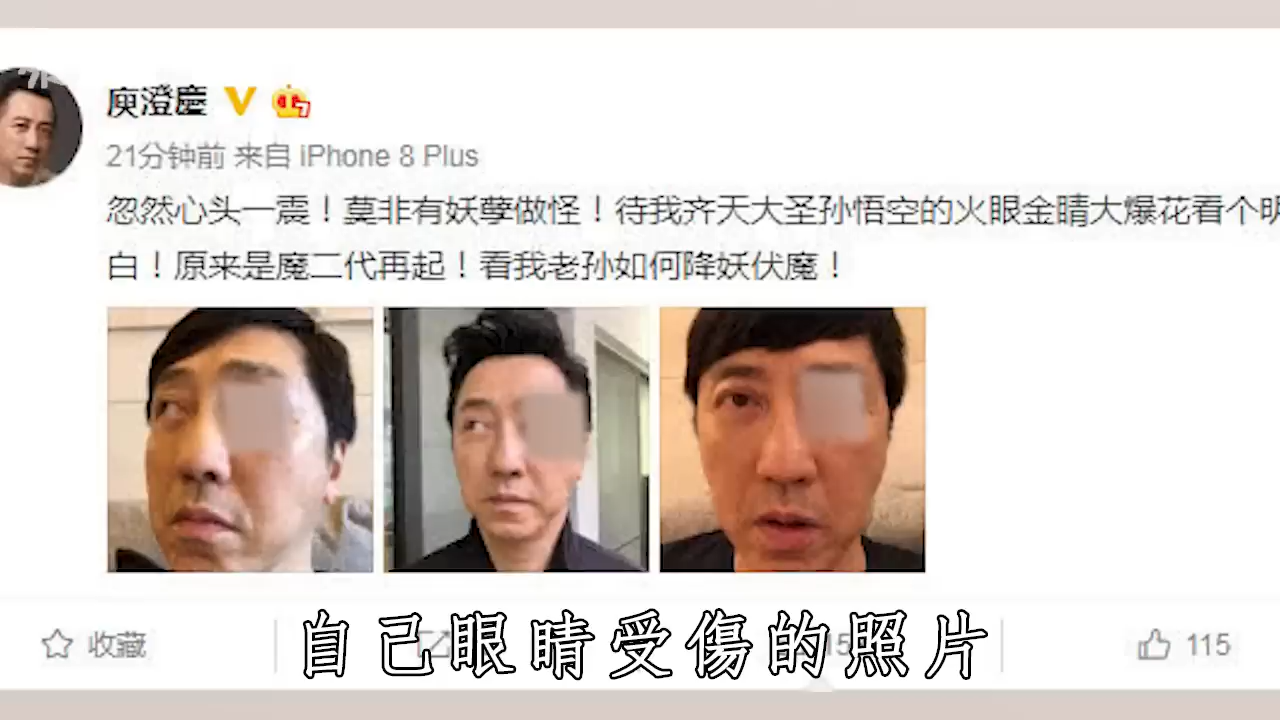 庾澄慶
21分钟前 来自 iPhone 8 Plus
忽然心头一震！莫非有妖孽做怪！待我齐天大圣孙悟空的火眼金睛大爆花看个明
白！原来是魔二代再起！看我老孙如何降妖伏魔！
收藏
15
115
自己眼睛受傷的照片